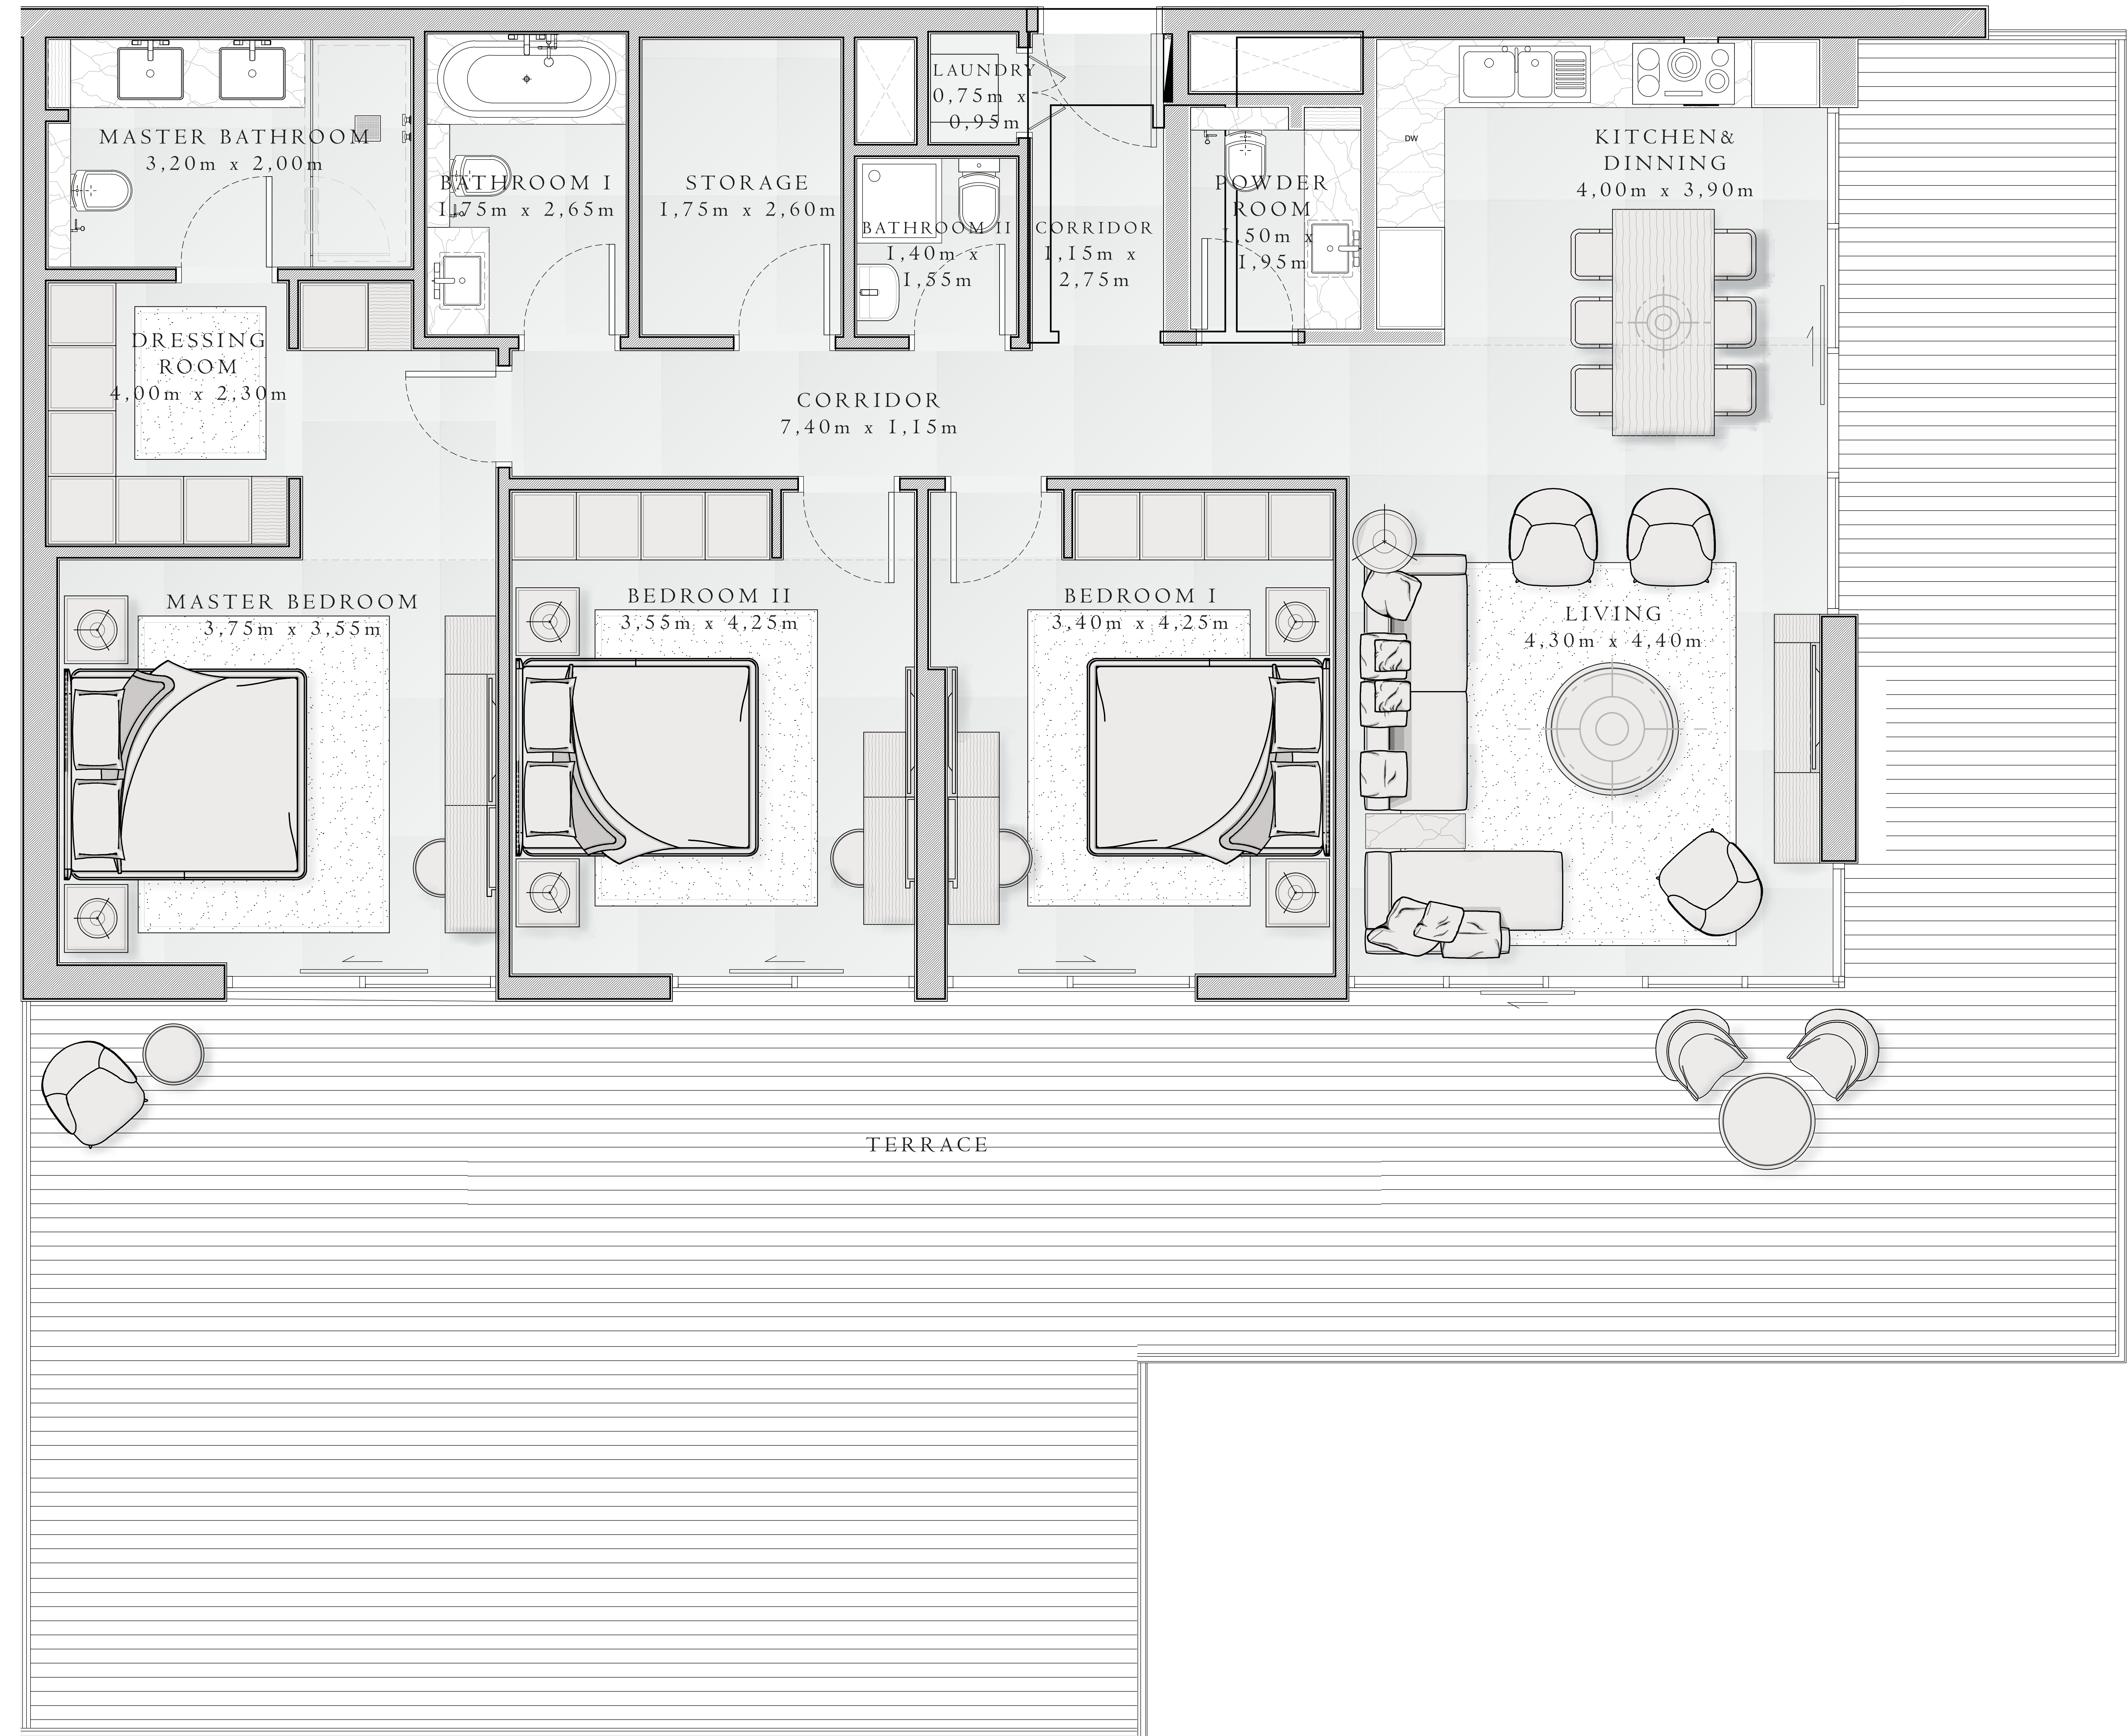 MASTER BATHROOM
3,20m x 2,00m
BATHROOM I
1,75m x 2,65m
STORAGE
1,75m x 2,60m
LAUNDRY
0,75m x
0,95m
BATHROOM II
1,40m x
1,55m
CORRIDOR
1,15m x
2,75m
POWDER
ROOM
1,50m x
1,95m
DW
KITCHEN&
DINNING
4,00m x 3,90m
DRESSING
ROOM
4,00m x 2,30m
CORRIDOR
7,40m x 1,15m
MASTER BEDROOM
3,75m x 3,55m
BEDROOM II
3,55m x 4,25m
BEDROOM I
3,40m x 4,25m
LIVING
4,30m x 4,40m
TERRACE